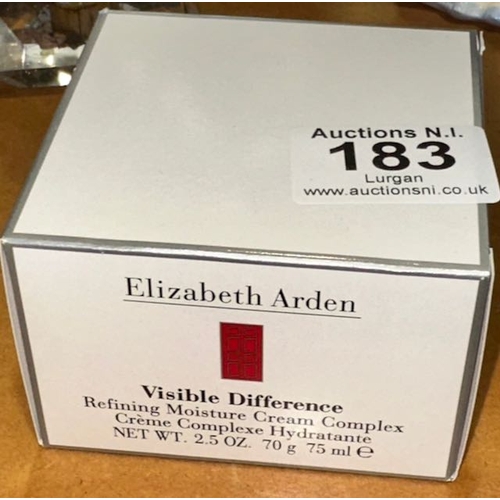 Auctions N.I.
183
Lurgan
www.auctionsni.co.uk
Elizabeth Arden
Visible Difference
Refining Moisture Cream Complex
Crème Complexe Hydratante
NET WT. 2.5 OZ. 70 g 75 ml ℮